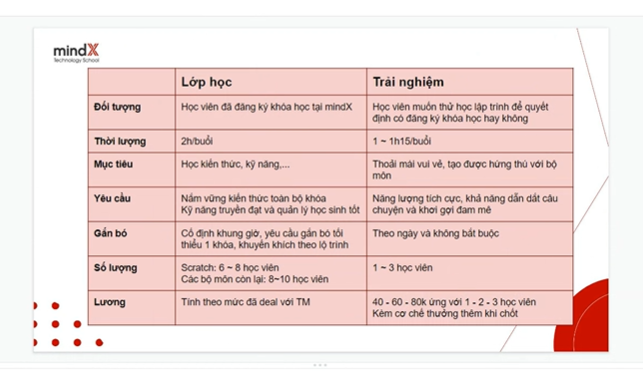 mindX
Technology School
Lớp học
Trải nghiệm
Đối tượng
Học viên đã đăng ký khóa học tại mindX
Học viên muốn thử học lập trình để quyết
định có đăng ký khóa học hay không
Thời lượng
2h/buổi
1 ~ 1h15/buổi
Mục tiêu
Học kiến thức, kỹ năng,...
Thoải mái vui vẻ, tạo được hứng thú với bộ
môn
Yêu cầu
Nắm vững kiến thức toàn bộ khóa
Kỹ năng truyền đạt và quản lý học sinh tốt
Năng lượng tích cực, khả năng dẫn dắt câu
chuyện và khơi gợi đam mê
Gắn bó
Cố định khung giờ, yêu cầu gắn bó tối
thiểu 1 khóa, khuyến khích theo lộ trình
Theo ngày và không bắt buộc
Số lượng
Scratch: 6 ~ 8 học viên
Các bộ môn còn lại: 8~10 học viên
1 ~ 3 học viên
Lương
Tính theo mức đã deal với TM
40 - 60 - 80k ứng với 1 - 2 - 3 học viên
Kèm cơ chế thưởng thêm khi chốt